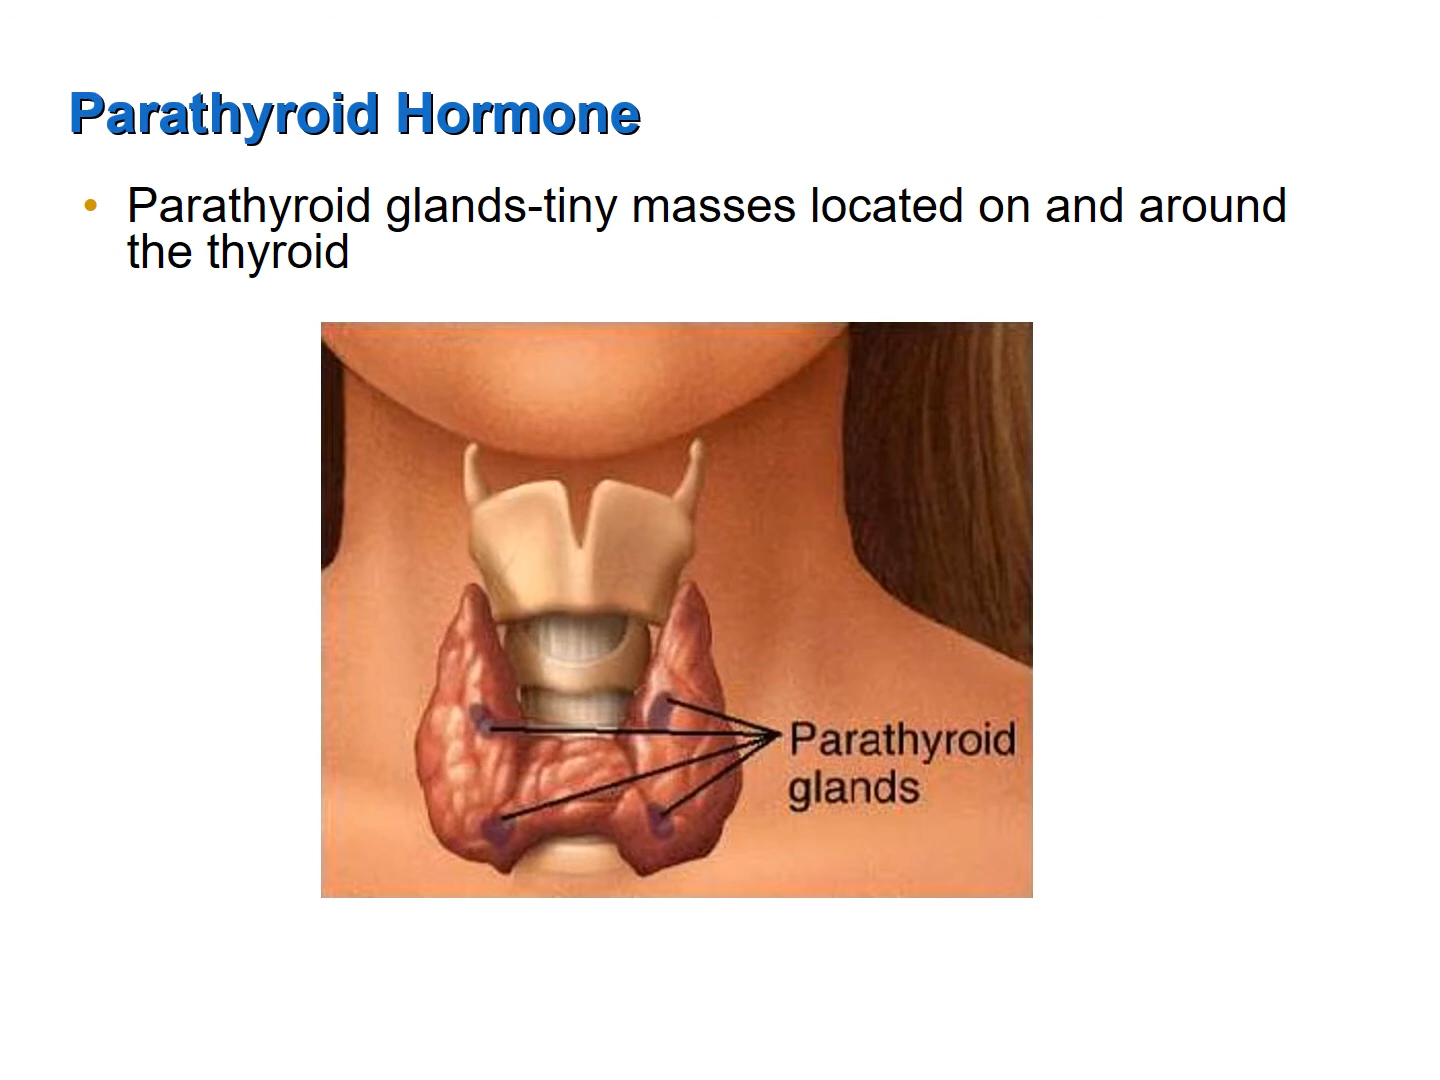 Parathyroid Hormone
• Parathyroid glands-tiny masses located on and around
the thyroid
Parathyroid
glands